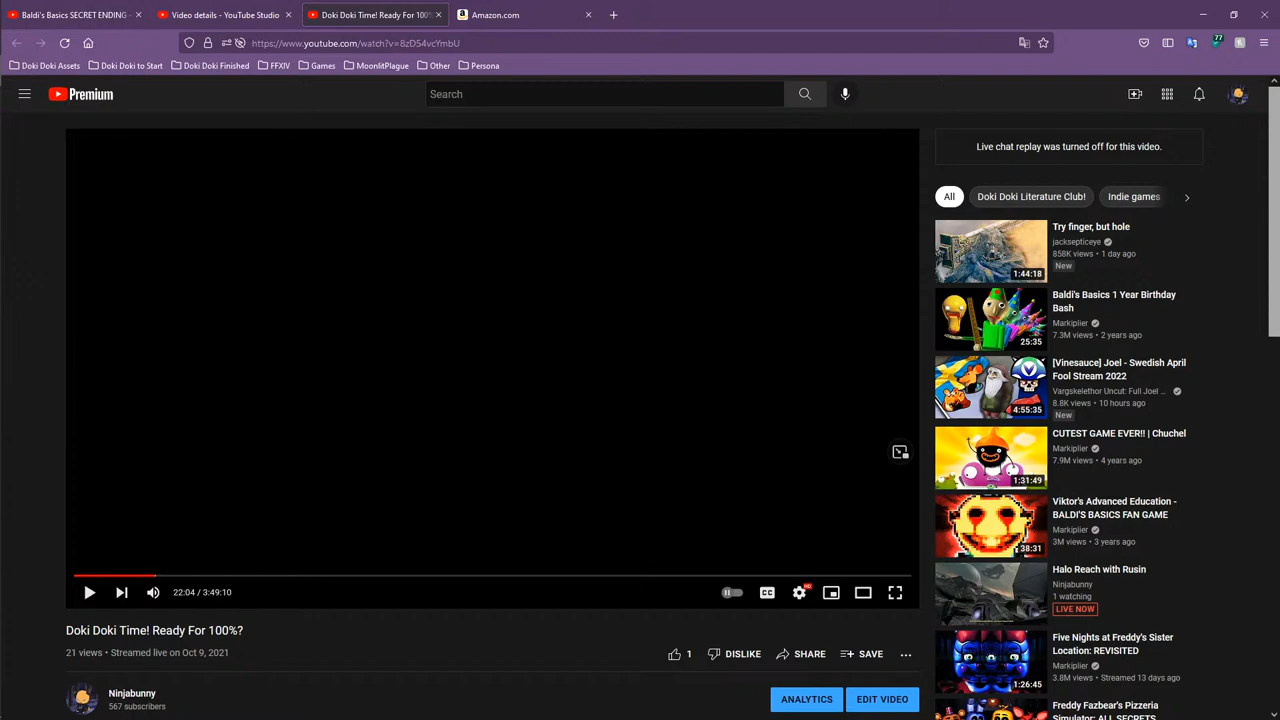 Baldi's Basics SECRET ENDING -
Video details - YouTube Studio
Doki Doki Time! Ready For 100%?
Amazon.com
https://www.youtube.com/watch?v=8zD54vcYmbU
77
Doki Doki Assets
Doki Doki to Start
Doki Doki Finished
FFXIV
Games
MoonlitPlague
Other
Persona
Premium
Search
Live chat replay was turned off for this video.
All
Doki Doki Literature Club!
Indie games
Try finger, but hole
jacksepticeye
858K views • 1 day ago
New
1:44:18
Baldi's Basics 1 Year Birthday
Bash
Markiplier
7.3M views • 2 years ago
25:35
[Vinesauce] Joel - Swedish April
Fool Stream 2022
Vargskelethor Uncut: Full Joel ...
8.8K views • 10 hours ago
New
4:55:35
CUTEST GAME EVER!! | Chuchel
Markiplier
7.9M views • 4 years ago
1:31:49
Viktor's Advanced Education -
BALDI'S BASICS FAN GAME
Markiplier
3M views • 3 years ago
38:31
Halo Reach with Rusin
Ninjabunny
1 watching
LIVE NOW
Five Nights at Freddy's Sister
Location: REVISITED
Markiplier
3.8M views • Streamed 13 days ago
1:26:45
Freddy Fazbear's Pizzeria
Simulator: ALL SECRETS
22:04 / 3:49:10
CC
HD
Doki Doki Time! Ready For 100%?
21 views • Streamed live on Oct 9, 2021
1
DISLIKE
SHARE
SAVE
Ninjabunny
567 subscribers
ANALYTICS
EDIT VIDEO